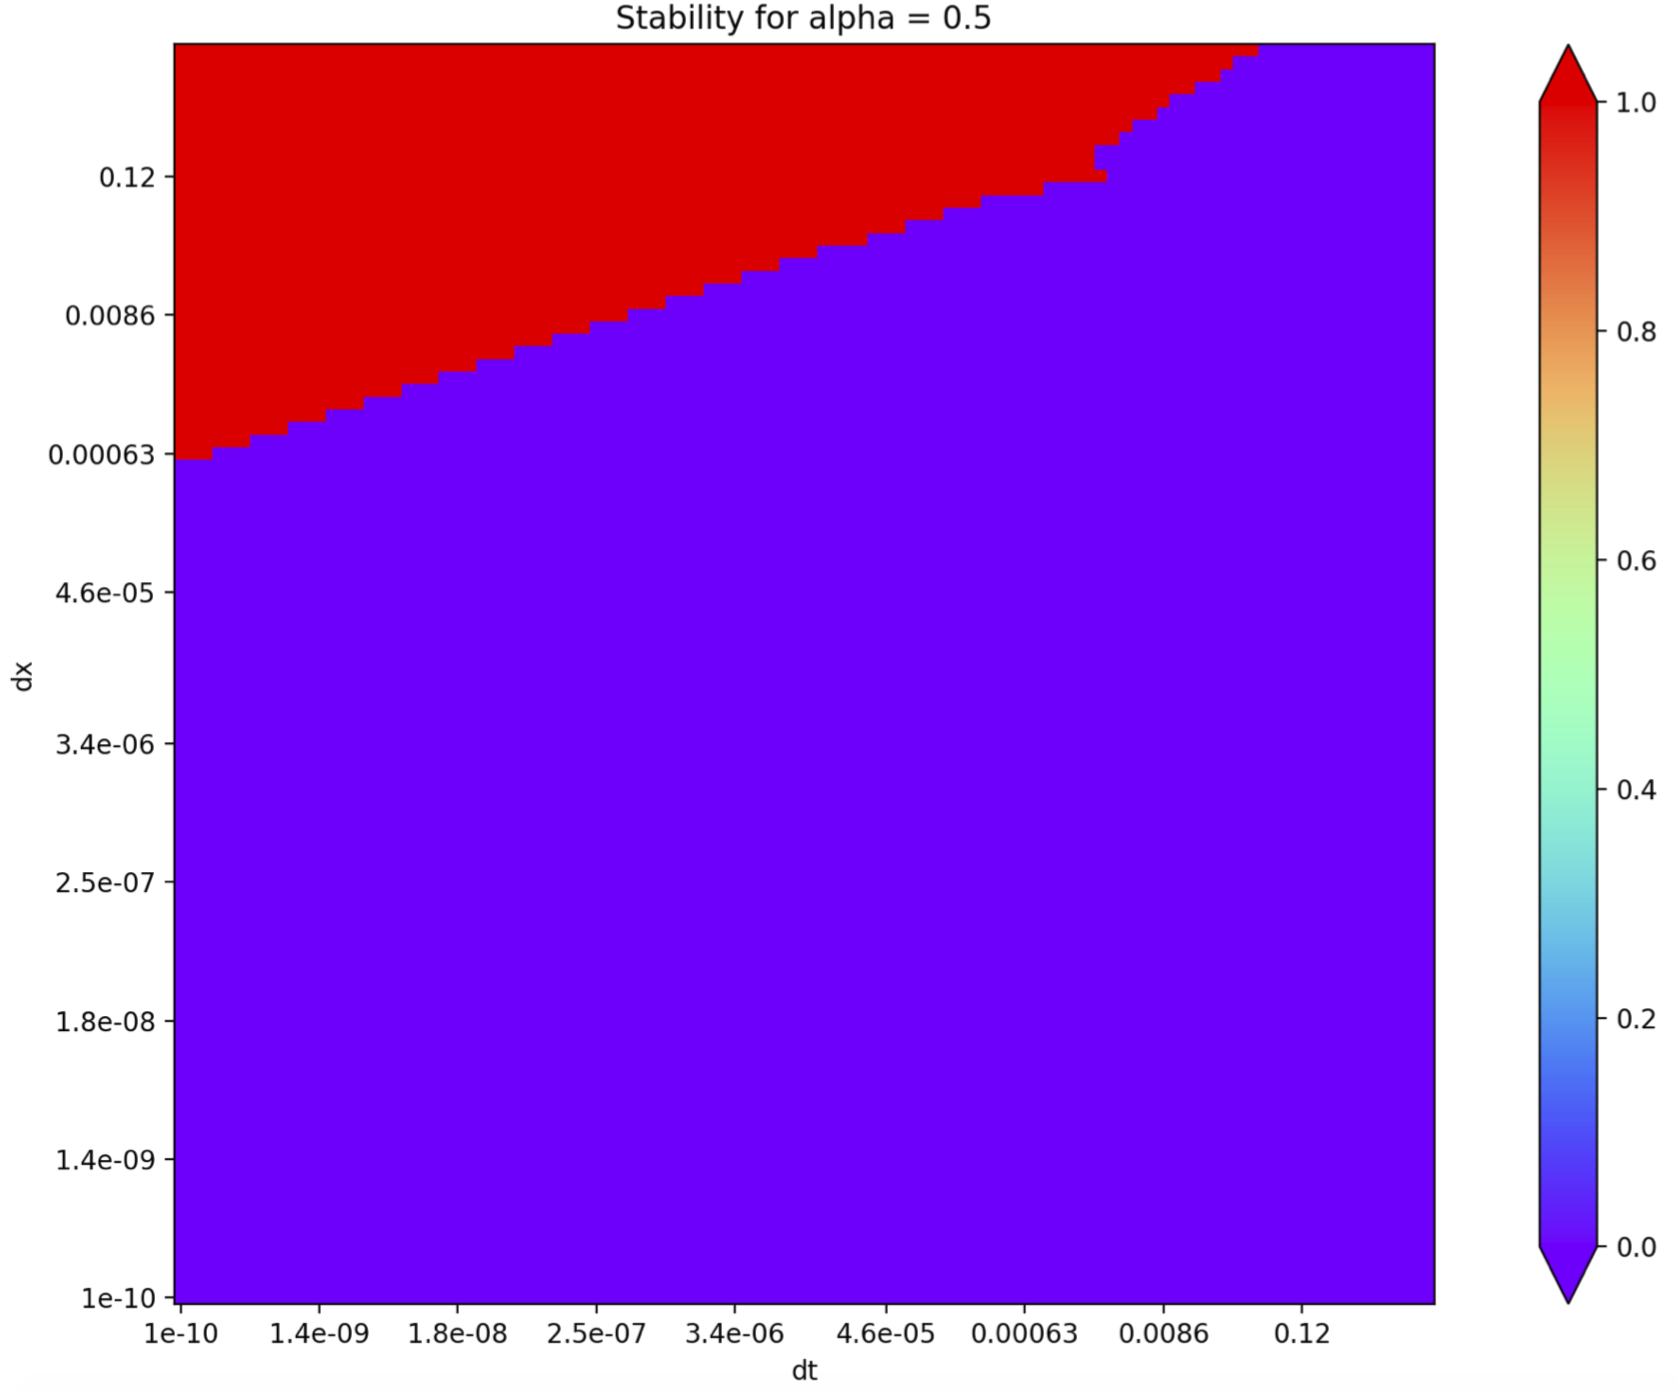 Stability for alpha = 0.5
dx
0.12
0.0086
0.00063
4.6e-05
3.4e-06
2.5e-07
1.8e-08
1.4e-09
1e-10
1e-10 1.4e-09 1.8e-08 2.5e-07 3.4e-06 4.6e-05 0.00063 0.0086 0.12
dt
1.0
0.8
0.6
0.4
0.2
0.0